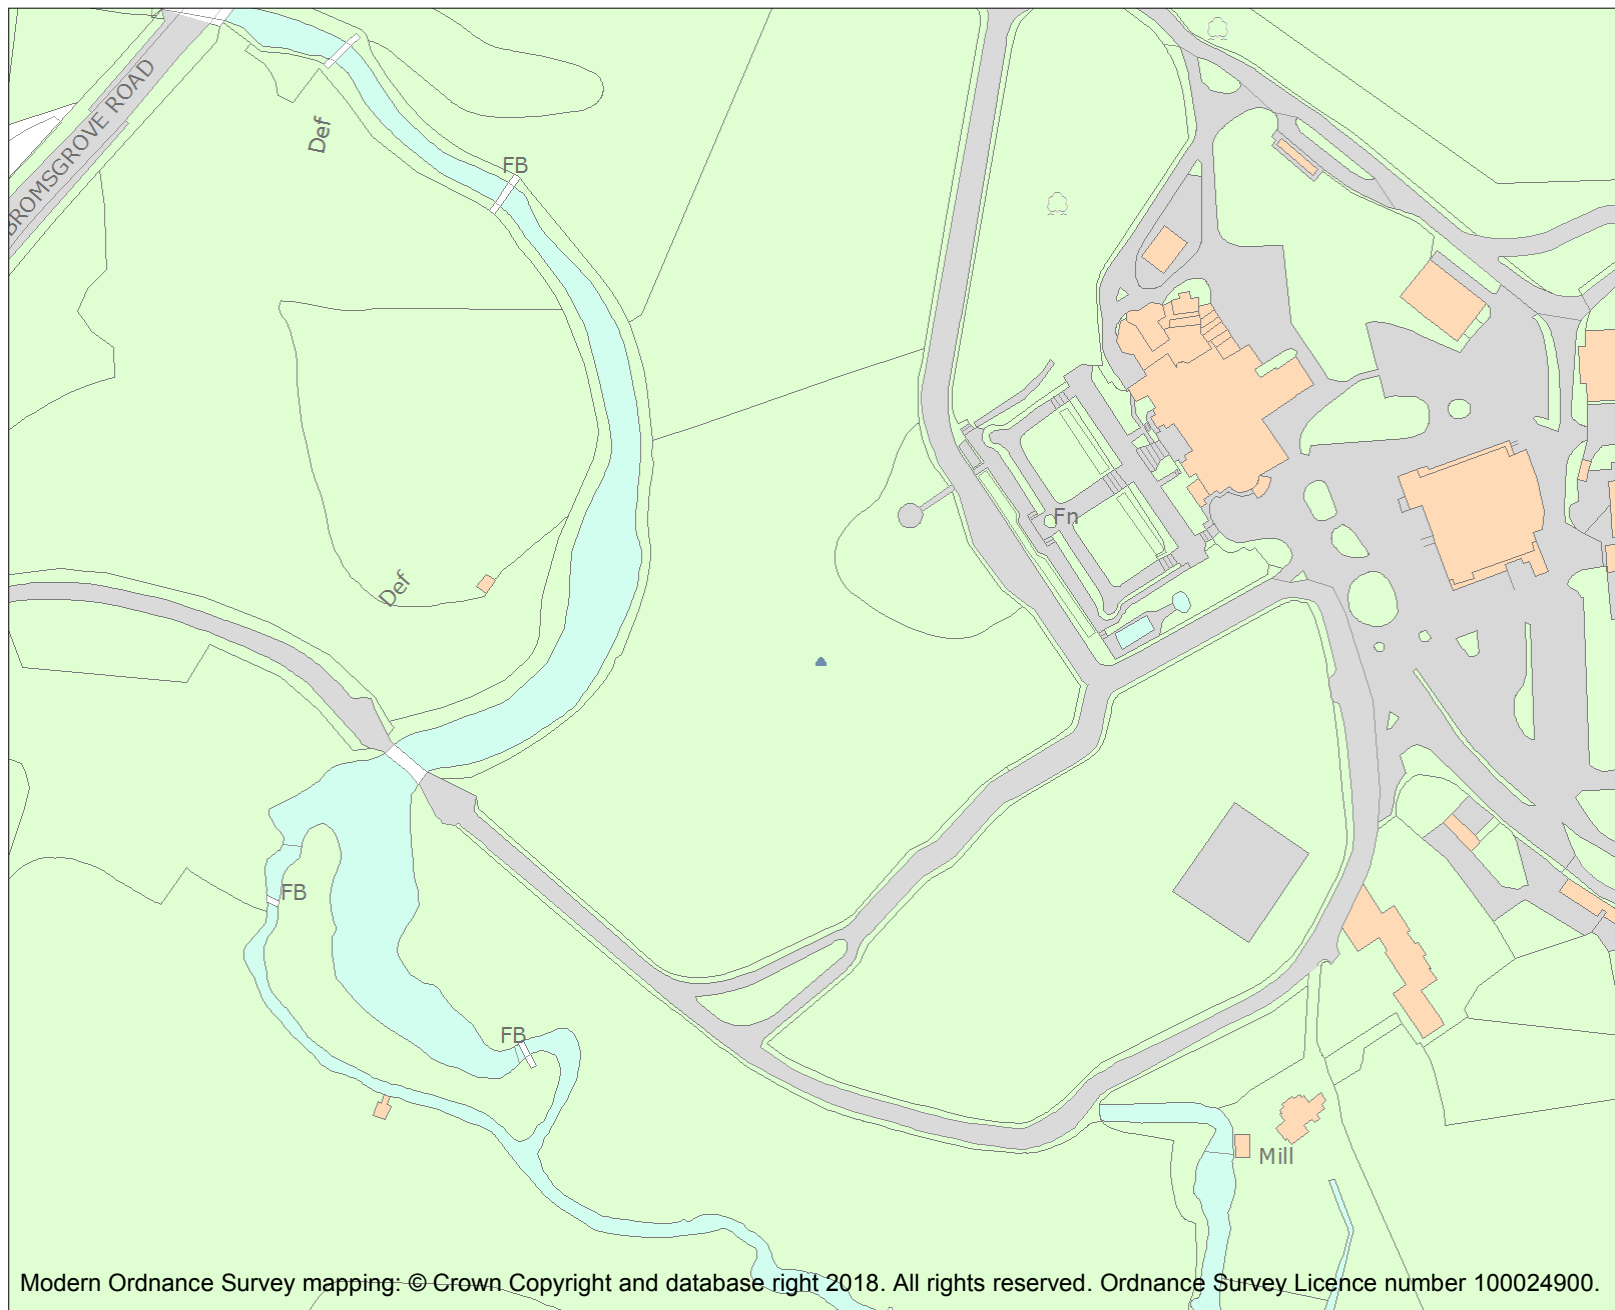 BROMSGROVE ROAD
Def
FB
Fn
Def
FB
FB
Mill
Modern Ordnance Survey mapping: © Crown Copyright and database right 2018. All rights reserved. Ordnance Survey Licence number 100024900.